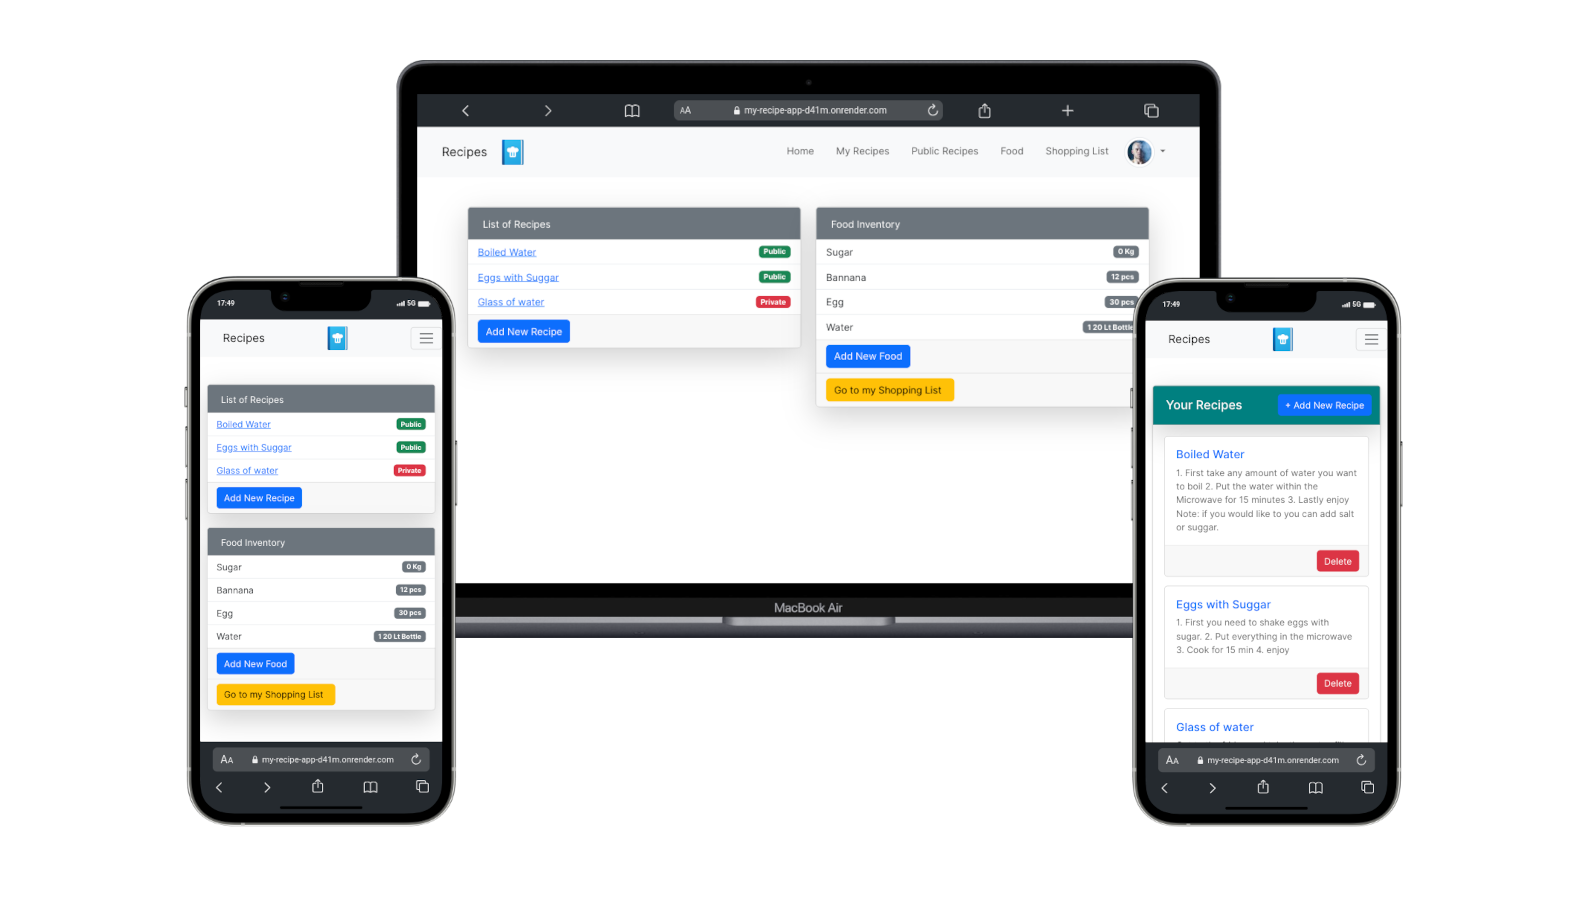 AA my-recipe-app-d41m.onrender.com
Recipes Home My Recipes Public Recipes Food Shopping List
List of Recipes
Boiled Water Public
Eggs with Suggar Public
Glass of water Private
Add New Recipe
Food Inventory
Sugar 0 Kg
Bannana 12 pcs
Egg 30 pcs
Water 1 20 Lt Bottle
Add New Food
Go to my Shopping List
MacBook Air
17:49 5G
Recipes
List of Recipes
Boiled Water Public
Eggs with Suggar Public
Glass of water Private
Add New Recipe
Food Inventory
Sugar 0 Kg
Bannana 12 pcs
Egg 30 pcs
Water 1 20 Lt Bottle
Add New Food
Go to my Shopping List
AA my-recipe-app-d41m.onrender.com
17:49 5G
Recipes
Your Recipes + Add New Recipe
Boiled Water
1. First take any amount of water you want
to boil 2. Put the water within the
Microwave for 15 minutes 3. Lastly enjoy
Note: if you would like to you can add salt
or suggar.
Delete
Eggs with Suggar
1. First you need to shake eggs with
sugar. 2. Put everything in the microwave
3. Cook for 15 min 4. enjoy
Delete
Glass of water
AA my-recipe-app-d41m.onrender.com